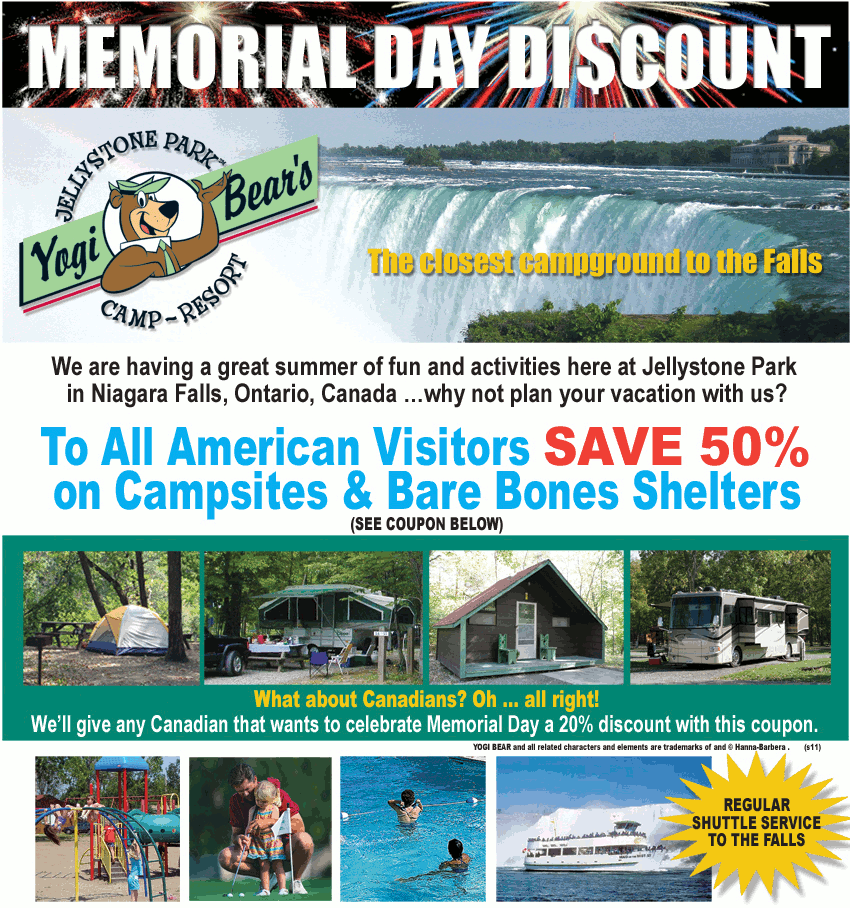 MEMORIAL DAY DI$COUNT
JELLYSTONE PARK™
Yogi Bear's
CAMP-RESORT
The closest campground to the Falls
We are having a great summer of fun and activities here at Jellystone Park
in Niagara Falls, Ontario, Canada ...why not plan your vacation with us?
To All American Visitors SAVE 50%
on Campsites & Bare Bones Shelters
(SEE COUPON BELOW)
What about Canadians? Oh ... all right!
We'll give any Canadian that wants to celebrate Memorial Day a 20% discount with this coupon.
YOGI BEAR and all related characters and elements are trademarks of and © Hanna-Barbera . (s11)
REGULAR
SHUTTLE SERVICE
TO THE FALLS